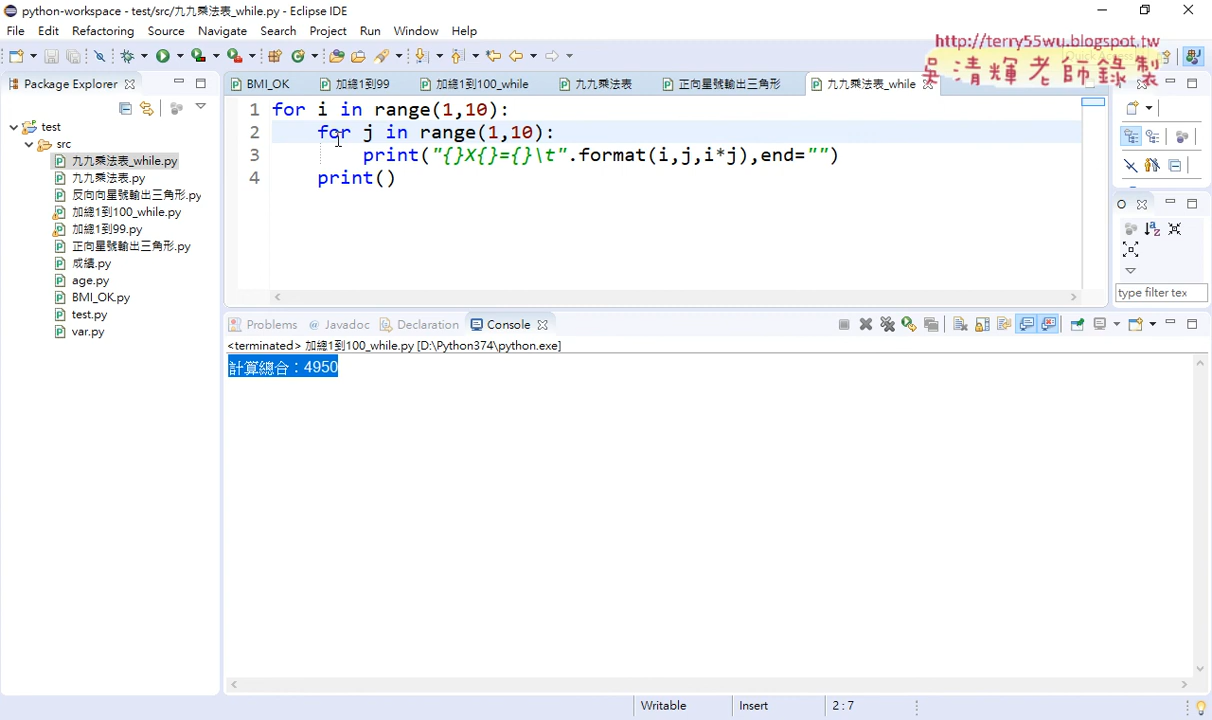 python-workspace - test/src/九九乘法表_while.py - Eclipse IDE
File Edit Refactoring Source Navigate Search Project Run Window Help
http://terry55wu.blogspot.tw
吳清輝老師錄製
Package Explorer
BMI_OK 加總1到99 加總1到100_while 九九乘法表 正向星號輸出三角形 九九乘法表_while
test
src
九九乘法表_while.py
九九乘法表.py
反向向星號輸出三角形.py
加總1到100_while.py
加總1到99.py
正向星號輸出三角形.py
成績.py
age.py
BMI_OK.py
test.py
var.py
1 for i in range(1,10):
2 for j in range(1,10):
3 print("{}X{}={}\t".format(i,j,i*j),end="")
4 print()
type filter tex
Problems Javadoc Declaration Console
<terminated> 加總1到100_while.py [D:\Python374\python.exe]
計算總合：4950
Writable Insert 2:7